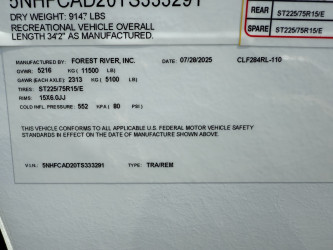 5NHFCAD20TS333291
DRY WEIGHT: 9147 LBS
RECREATIONAL VEHICLE OVERALL
LENGTH 34'2" AS MANUFACTURED
REAR ST225/75R15/E
SPARE ST225/75R15/E
MANUFACTURED BY: FOREST RIVER, INC. DATE: 07/28/2025 CLF284RL-110
GVWR: 5216 KG ( 11500 LB)
GAWR (EACH AXLE): 2313 KG ( 5100 LB)
TIRES: ST225/75R15/E
RIMS: 15X6.0JJ
COLD INFL. PRESSURE: 552 KPA ( 80 PSI/)
THIS VEHICLE CONFORMS TO ALL APPLICABLE U.S. FEDERAL MOTOR VEHICLE SAFETY
STANDARDS IN EFFECT ON THE DATE OF MANUFACTURE SHOWN ABOVE.
V.I.N.: 5NHFCAD20TS333291 TYPE: TRA/REM